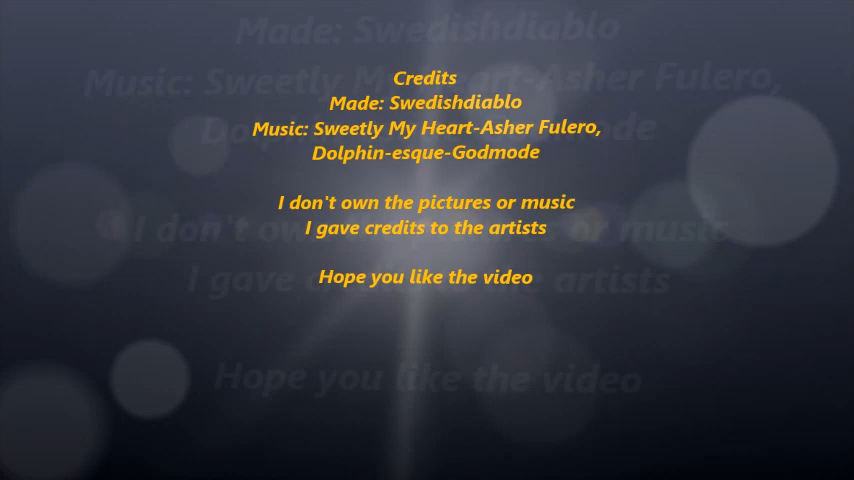 Credits
Made: Swedishdiablo
Music: Sweetly My Heart-Asher Fulero,
Dolphin-esque-Godmode
I don't own the pictures or music
I gave credits to the artists
Hope you like the video